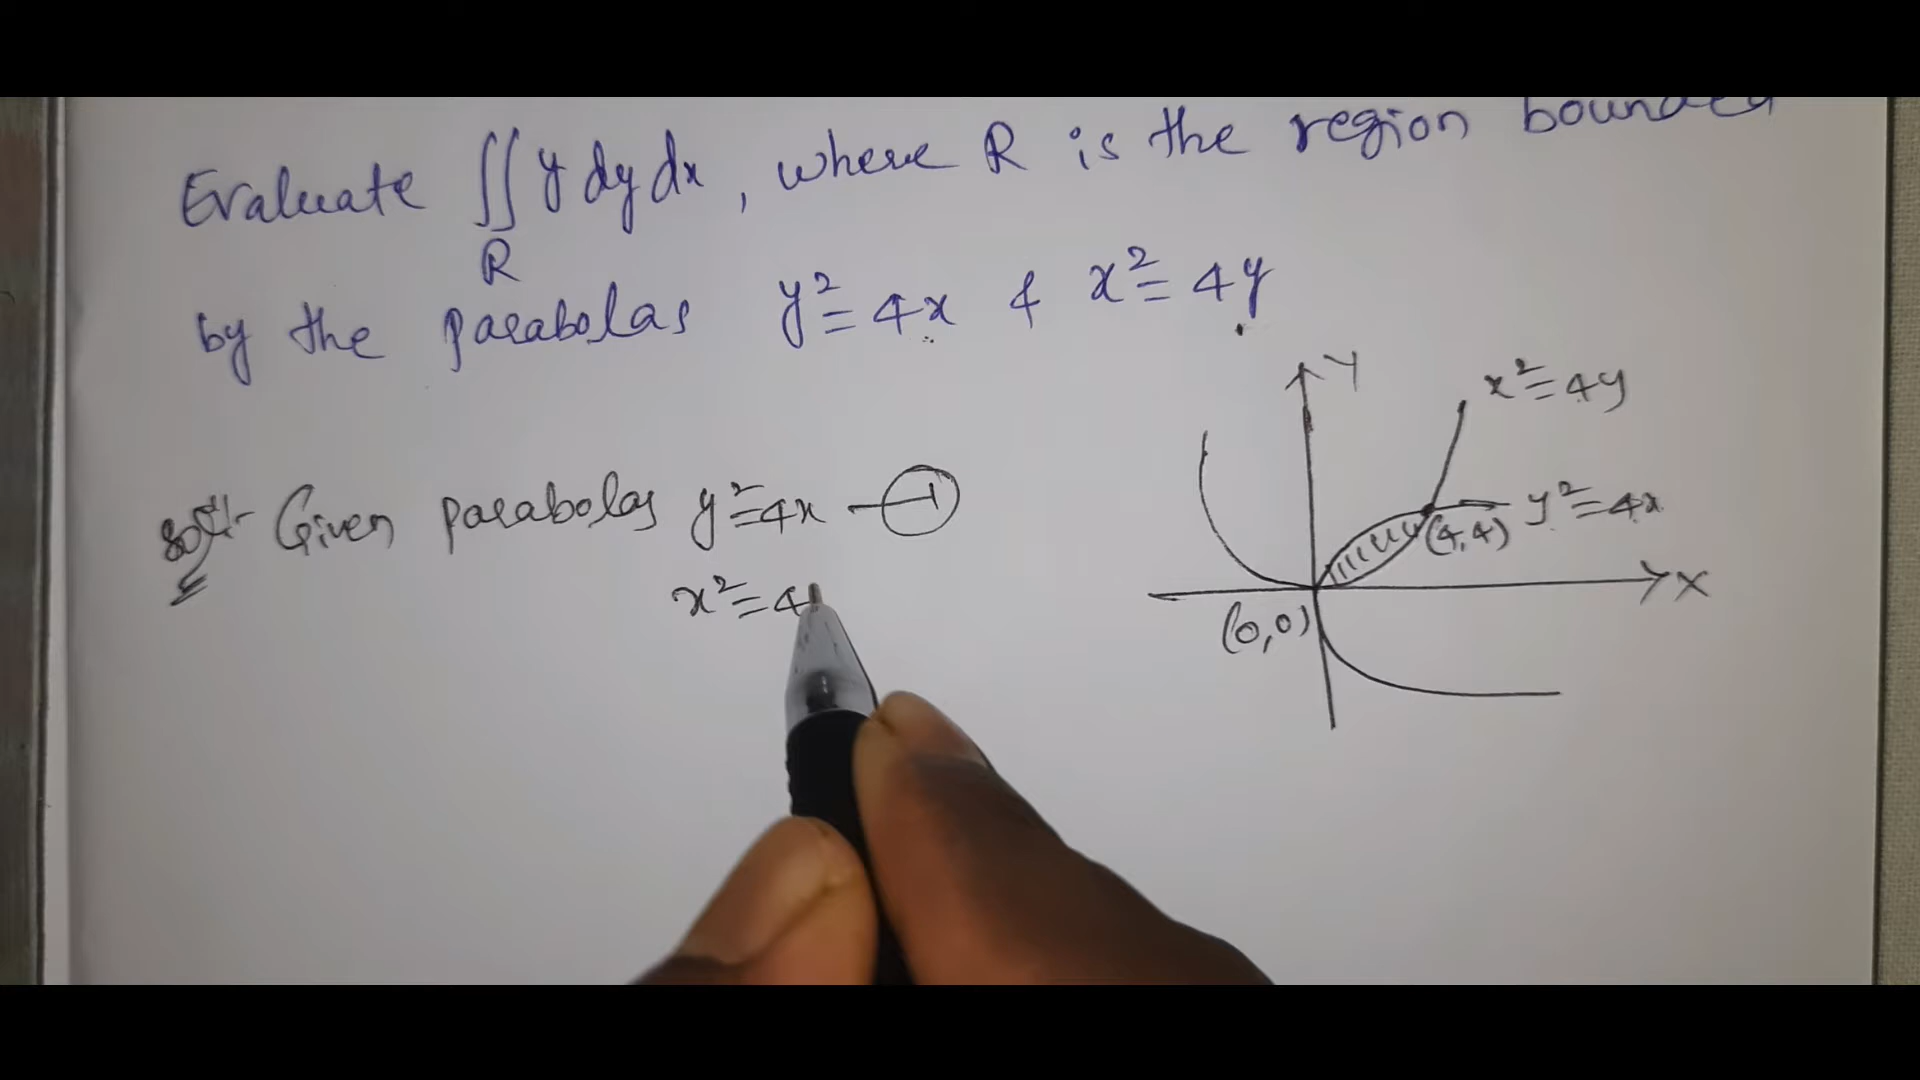 Evaluate ∬ y dy dx, where R is the region bounded
R
by the parabolas y² = 4x & x² = 4y
Sol:- Given parabolas y² = 4x — 1
x² = 4
Y
x² = 4y
y² = 4x
(4,4)
X
(0,0)